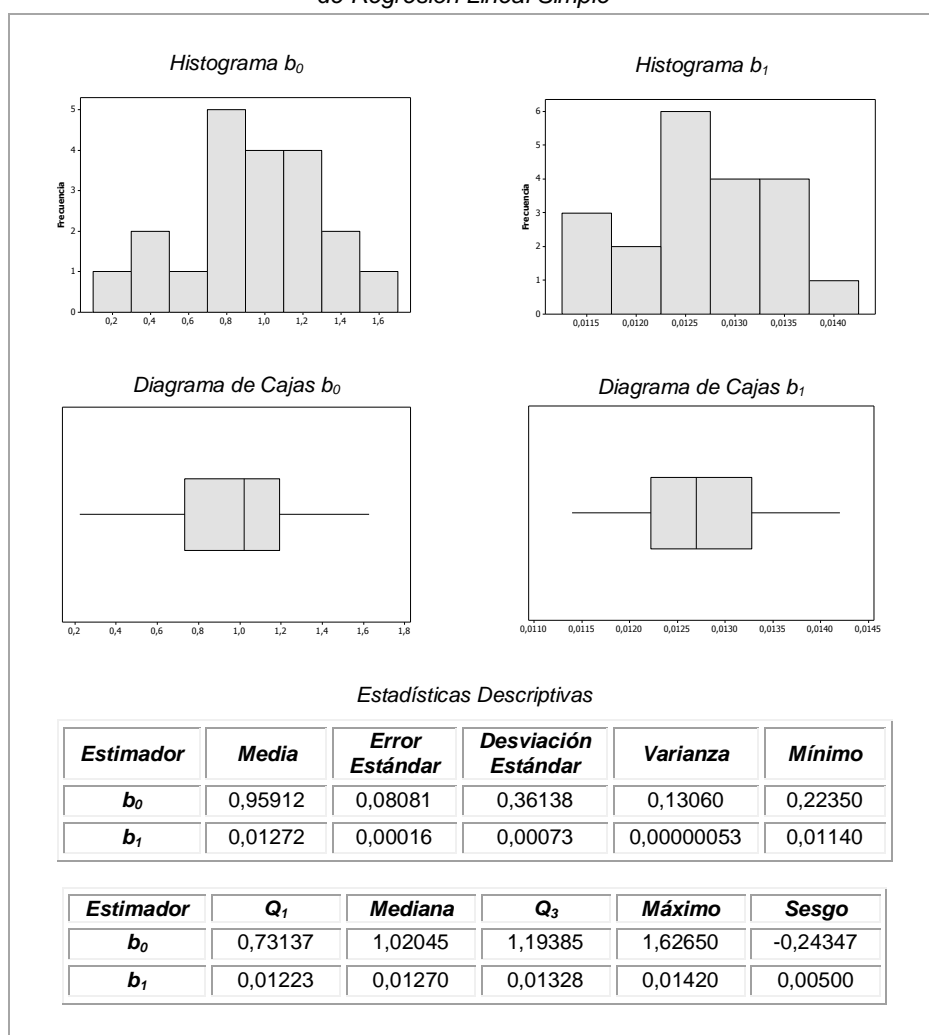 de Regresión Lineal Simple
Histograma b0
Histograma b1
Frecuencia
5
4
3
2
1
0
0,2 0,4 0,6 0,8 1,0 1,2 1,4 1,6
Frecuencia
6
5
4
3
2
1
0
0,0115 0,0120 0,0125 0,0130 0,0135 0,0140
Diagrama de Cajas b0
Diagrama de Cajas b1
0,2 0,4 0,6 0,8 1,0 1,2 1,4 1,6 1,8
0,0110 0,0115 0,0120 0,0125 0,0130 0,0135 0,0140 0,0145
Estadísticas Descriptivas
Estimador Media Error Estándar Desviación Estándar Varianza Mínimo
b0 0,95912 0,08081 0,36138 0,13060 0,22350
b1 0,01272 0,00016 0,00073 0,00000053 0,01140
Estimador Q1 Mediana Q3 Máximo Sesgo
b0 0,73137 1,02045 1,19385 1,62650 -0,24347
b1 0,01223 0,01270 0,01328 0,01420 0,00500